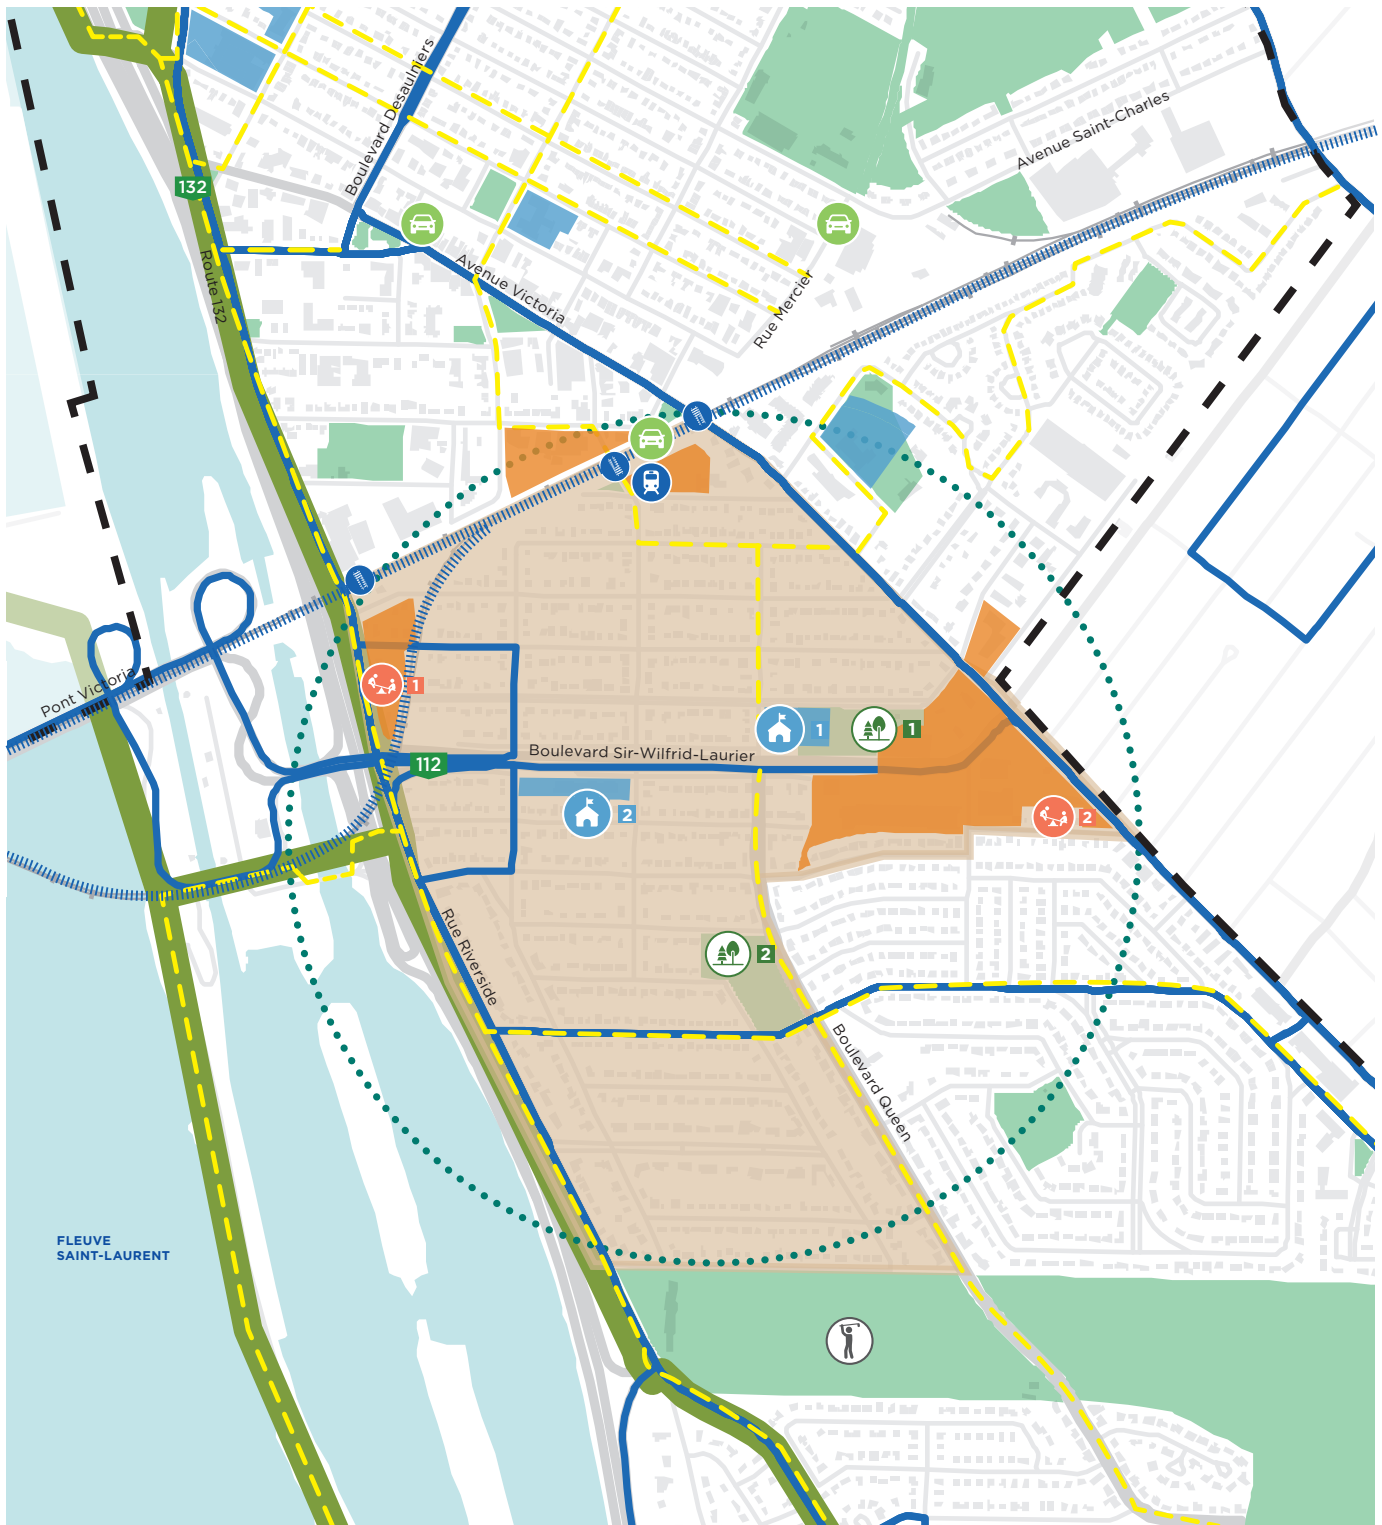 Boulevard Desaulniers
Avenue Saint-Charles
132
Route 132
Avenue Victoria
Rue Mercier
Pont Victoria
1
1
1
Boulevard Sir-Wilfrid-Laurier
112
2
2
Rue Riverside
2
Boulevard Queen
FLEUVE
SAINT-LAURENT